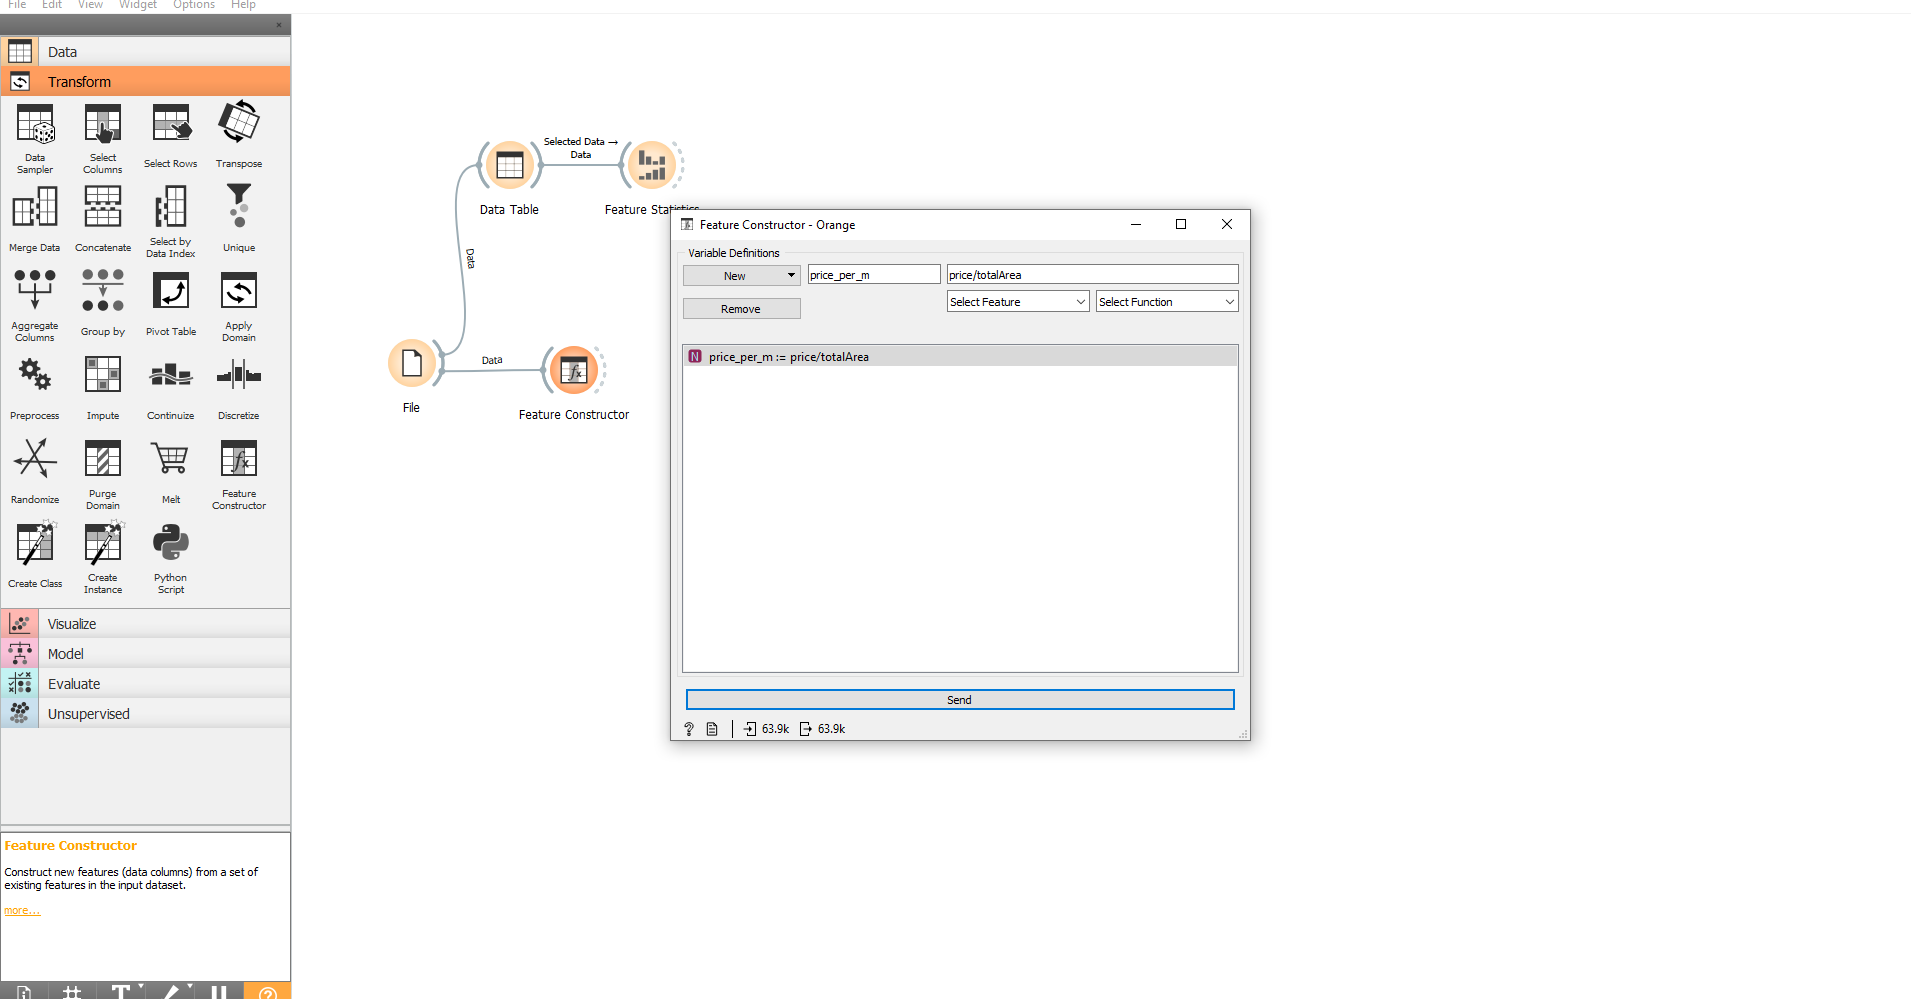 File Edit View Widget Options Help
Data
Transform
Data Sampler
Select Columns
Select Rows
Transpose
Merge Data
Concatenate
Select by Data Index
Unique
Aggregate Columns
Group by
Pivot Table
Apply Domain
Preprocess
Impute
Continuize
Discretize
Randomize
Purge Domain
Melt
Feature Constructor
Create Class
Create Instance
Python Script
Visualize
Model
Evaluate
Unsupervised
Feature Constructor
Construct new features (data columns) from a set of
existing features in the input dataset.
more...
Selected Data →
Data
Data Table
Feature Statistics
Data
Data
File
Feature Constructor
Feature Constructor - Orange
Variable Definitions
New
price_per_m
price/totalArea
Remove
Select Feature
Select Function
N price_per_m := price/totalArea
Send
63.9k 63.9k